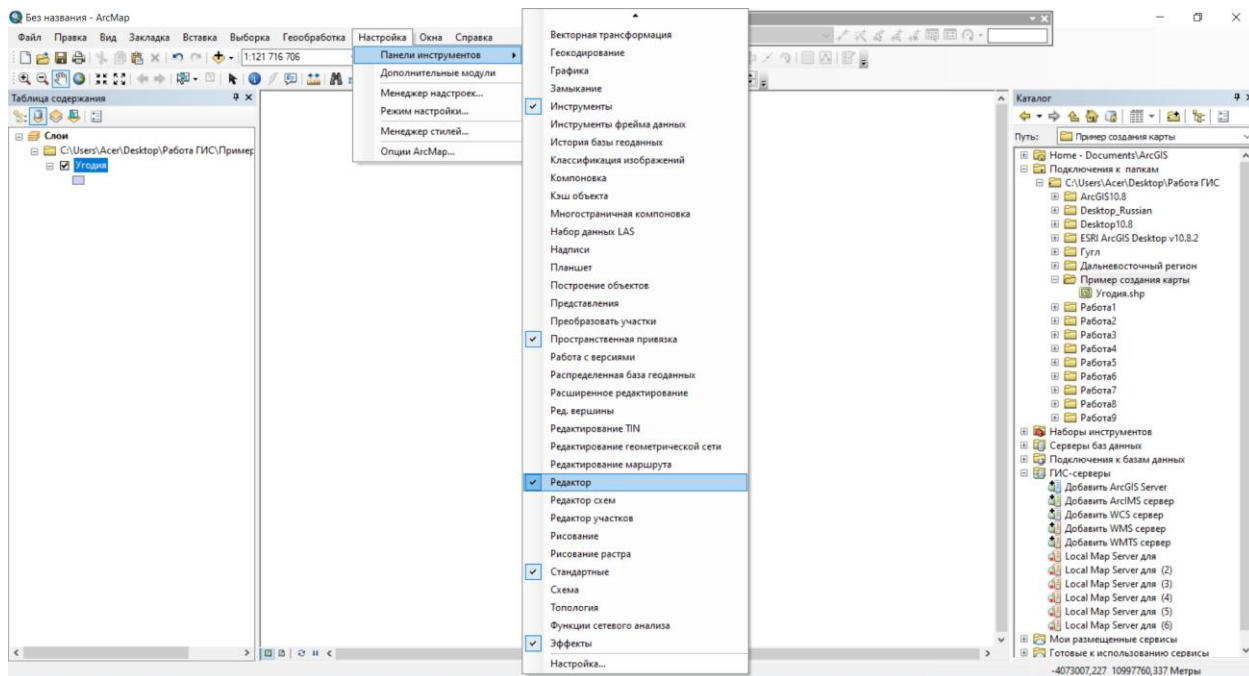 Без названия - ArcMap
Файл Правка Вид Закладка Вставка Выборка Геообработка Настройка Окна Справка
1:121 716 706
Таблица содержания
Слои
C:\Users\Acer\Desktop\Работа ГИС\Пример
Угодия
Панели инструментов
Дополнительные модули
Менеджер надстроек...
Режим настройки...
Менеджер стилей...
Опции ArcMap...
Векторная трансформация
Геокодирование
Графика
Замыкание
Инструменты
Инструменты фрейма данных
История базы геоданных
Классификация изображений
Компоновка
Кэш объекта
Многостраничная компоновка
Набор данных LAS
Надписи
Планшет
Построение объектов
Представления
Преобразовать участки
Пространственная привязка
Работа с версиями
Распределенная база геоданных
Расширенное редактирование
Ред. вершины
Редактирование TIN
Редактирование геометрической сети
Редактирование маршрута
Редактор
Редактор схем
Редактор участков
Рисование
Рисование растра
Стандартные
Схема
Топология
Функции сетевого анализа
Эффекты
Настройка...
Каталог
Путь: Пример создания карты
Home - Documents\ArcGIS
Подключения к папкам
C:\Users\Acer\Desktop\Работа ГИС
ArcGIS10.8
Desktop_Russian
Desktop10.8
ESRI ArcGIS Desktop v10.8.2
Гугл
Дальневосточный регион
Пример создания карты
Угодия.shp
Работа1
Работа2
Работа3
Работа4
Работа5
Работа6
Работа7
Работа8
Работа9
Наборы инструментов
Серверы баз данных
Подключения к базам данных
ГИС-серверы
Добавить ArcGIS Server
Добавить ArcIMS сервер
Добавить WCS сервер
Добавить WMS сервер
Добавить WMTS сервер
Local Map Server для
Local Map Server для (2)
Local Map Server для (3)
Local Map Server для (4)
Local Map Server для (5)
Local Map Server для (6)
Мои размещенные сервисы
Готовые к использованию сервисы
-4073007,227 10997760,337 Метры